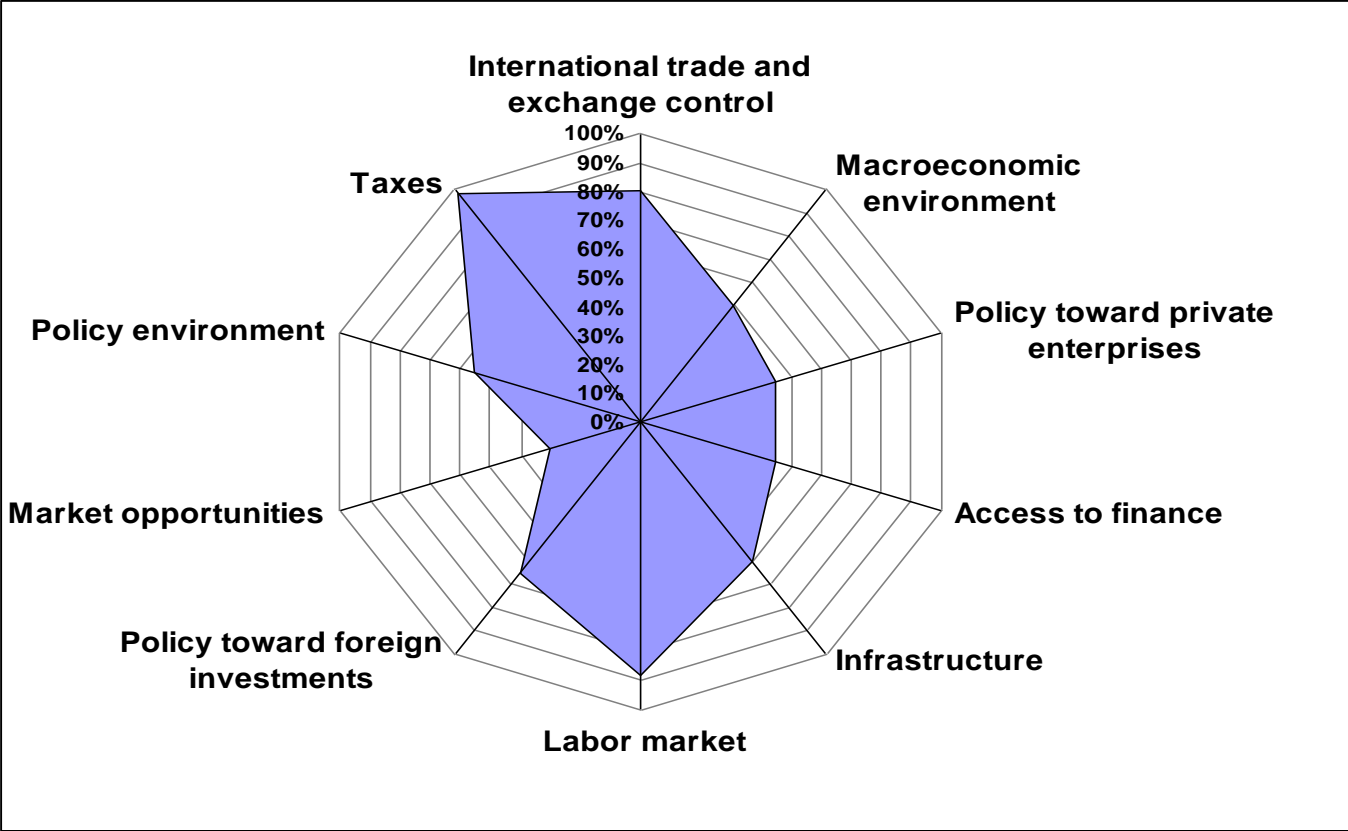 International trade and
exchange control
100%
90%
80%
70%
60%
50%
40%
30%
20%
10%
0%
Macroeconomic
environment
Policy toward private
enterprises
Access to finance
Infrastructure
Labor market
Policy toward foreign
investments
Market opportunities
Policy environment
Taxes